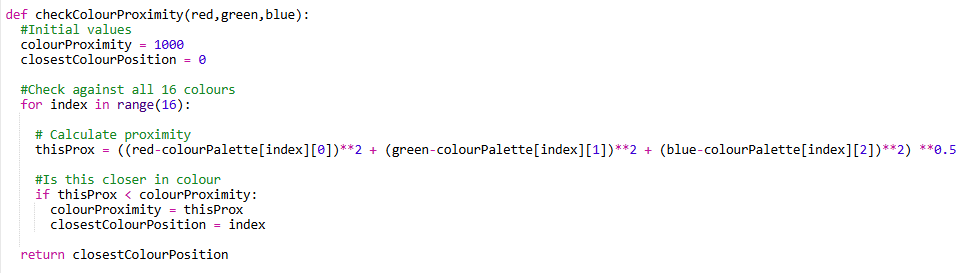 def checkColourProximity(red,green,blue):
#Initial values
colourProximity = 1000
closestColourPosition = 0
#Check against all 16 colours
for index in range(16):
# Calculate proximity
thisProx = ((red-colourPalette[index][0])**2 + (green-colourPalette[index][1])**2 + (blue-colourPalette[index][2])**2) **0.5
#Is this closer in colour
if thisProx < colourProximity:
colourProximity = thisProx
closestColourPosition = index
return closestColourPosition